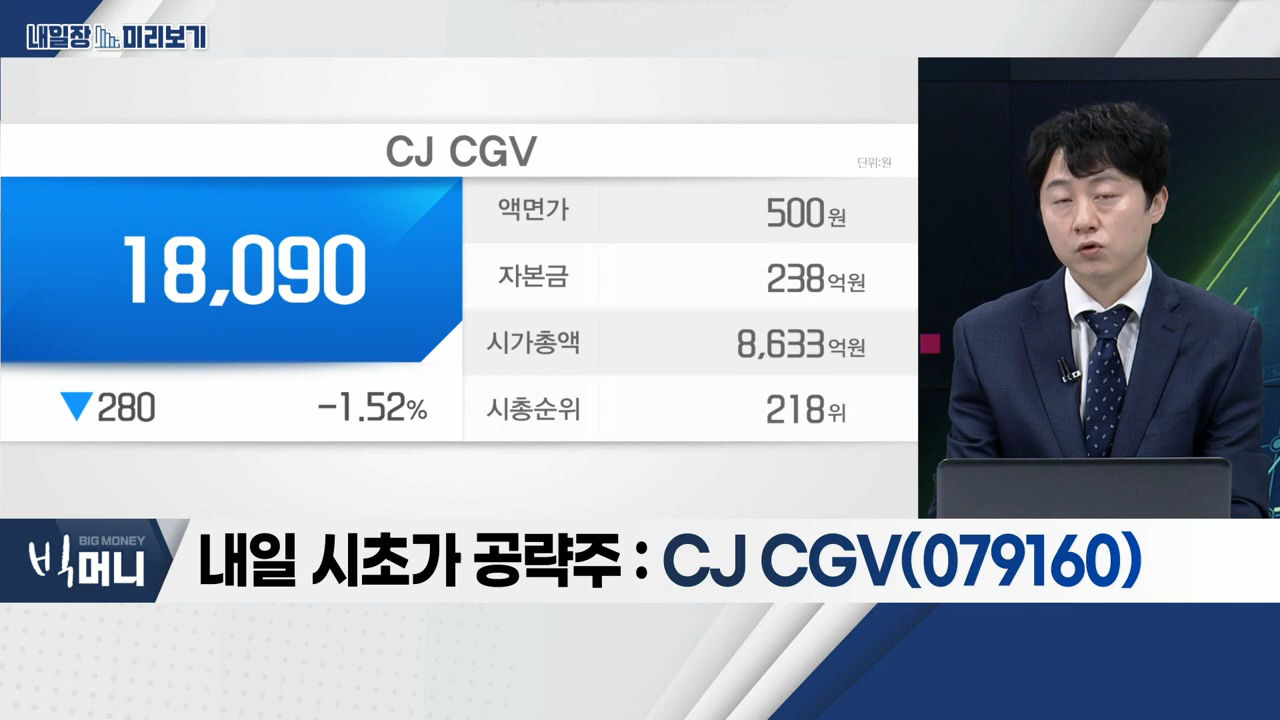 내일장 미리보기
CJ CGV
단위:원
18,090
▼280 -1.52%
액면가 500원
자본금 238억원
시가총액 8,633억원
시총순위 218위
빅머니 BIG MONEY
내일 시초가 공략주 : CJ CGV(079160)